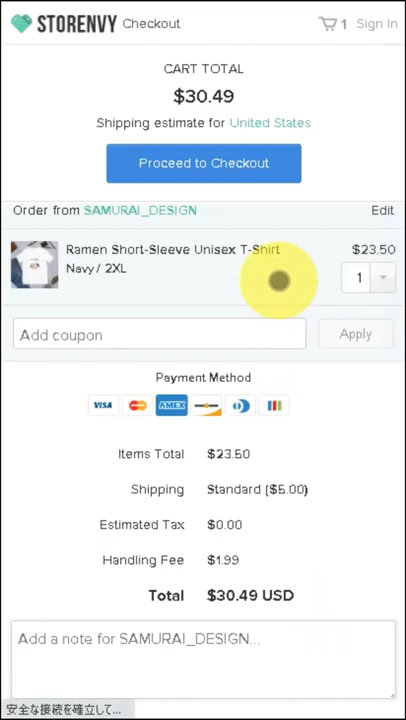 STORENVY Checkout 1 Sign In
CART TOTAL
$30.49
Shipping estimate for United States
Proceed to Checkout
Order from SAMURAI_DESIGN Edit
Ramen Short-Sleeve Unisex T-Shirt $23.50
Navy / 2XL 1
Add coupon Apply
Payment Method
VISA AMEX
Items Total $23.50
Shipping Standard ($5.00)
Estimated Tax $0.00
Handling Fee $1.99
Total $30.49 USD
Add a note for SAMURAI_DESIGN...
安全な接続を確立して...